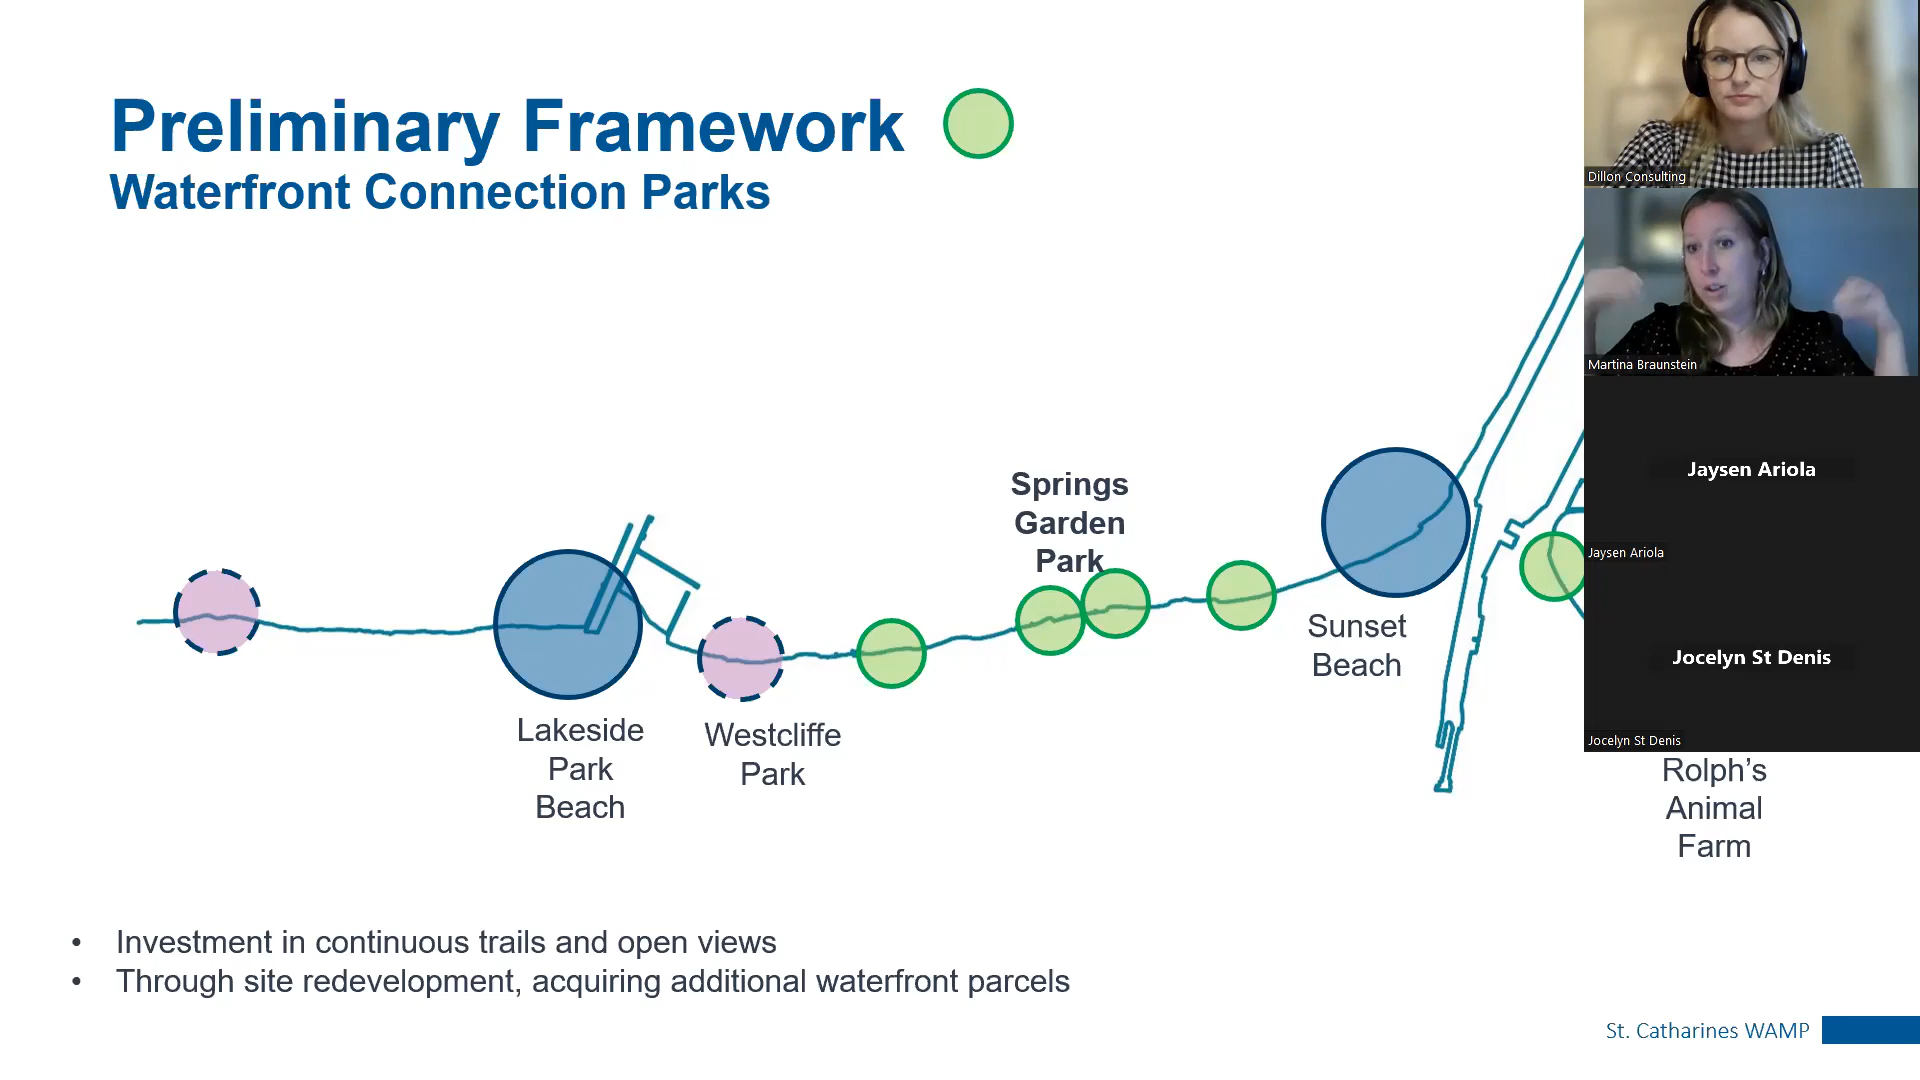 Preliminary Framework
Waterfront Connection Parks
Dillon Consulting
Martina Braunstein
Jaysen Ariola
Jaysen Ariola
Jocelyn St Denis
Jocelyn St Denis
Springs
Garden
Park
Sunset
Beach
Lakeside
Park
Beach
Westcliffe
Park
Rolph's
Animal
Farm
• Investment in continuous trails and open views
• Through site redevelopment, acquiring additional waterfront parcels
St. Catharines WAMP